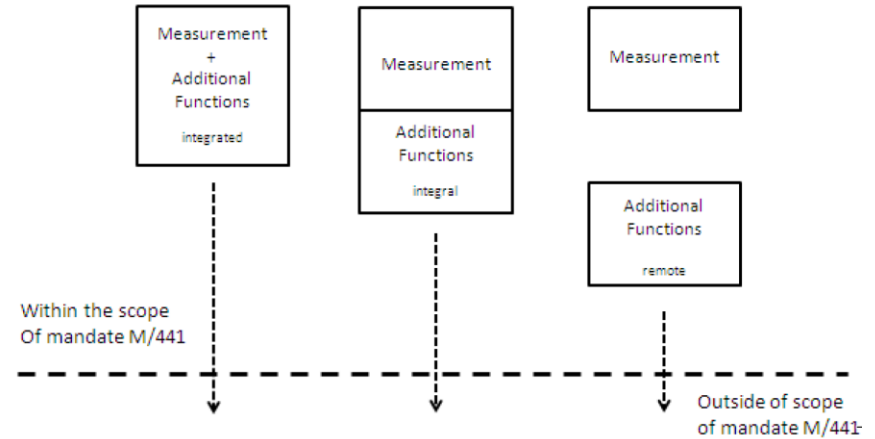 Measurement
+
Additional
Functions
integrated
Measurement
Additional
Functions
integral
Measurement
Additional
Functions
remote
Within the scope
Of mandate M/441
Outside of scope
of mandate M/441-